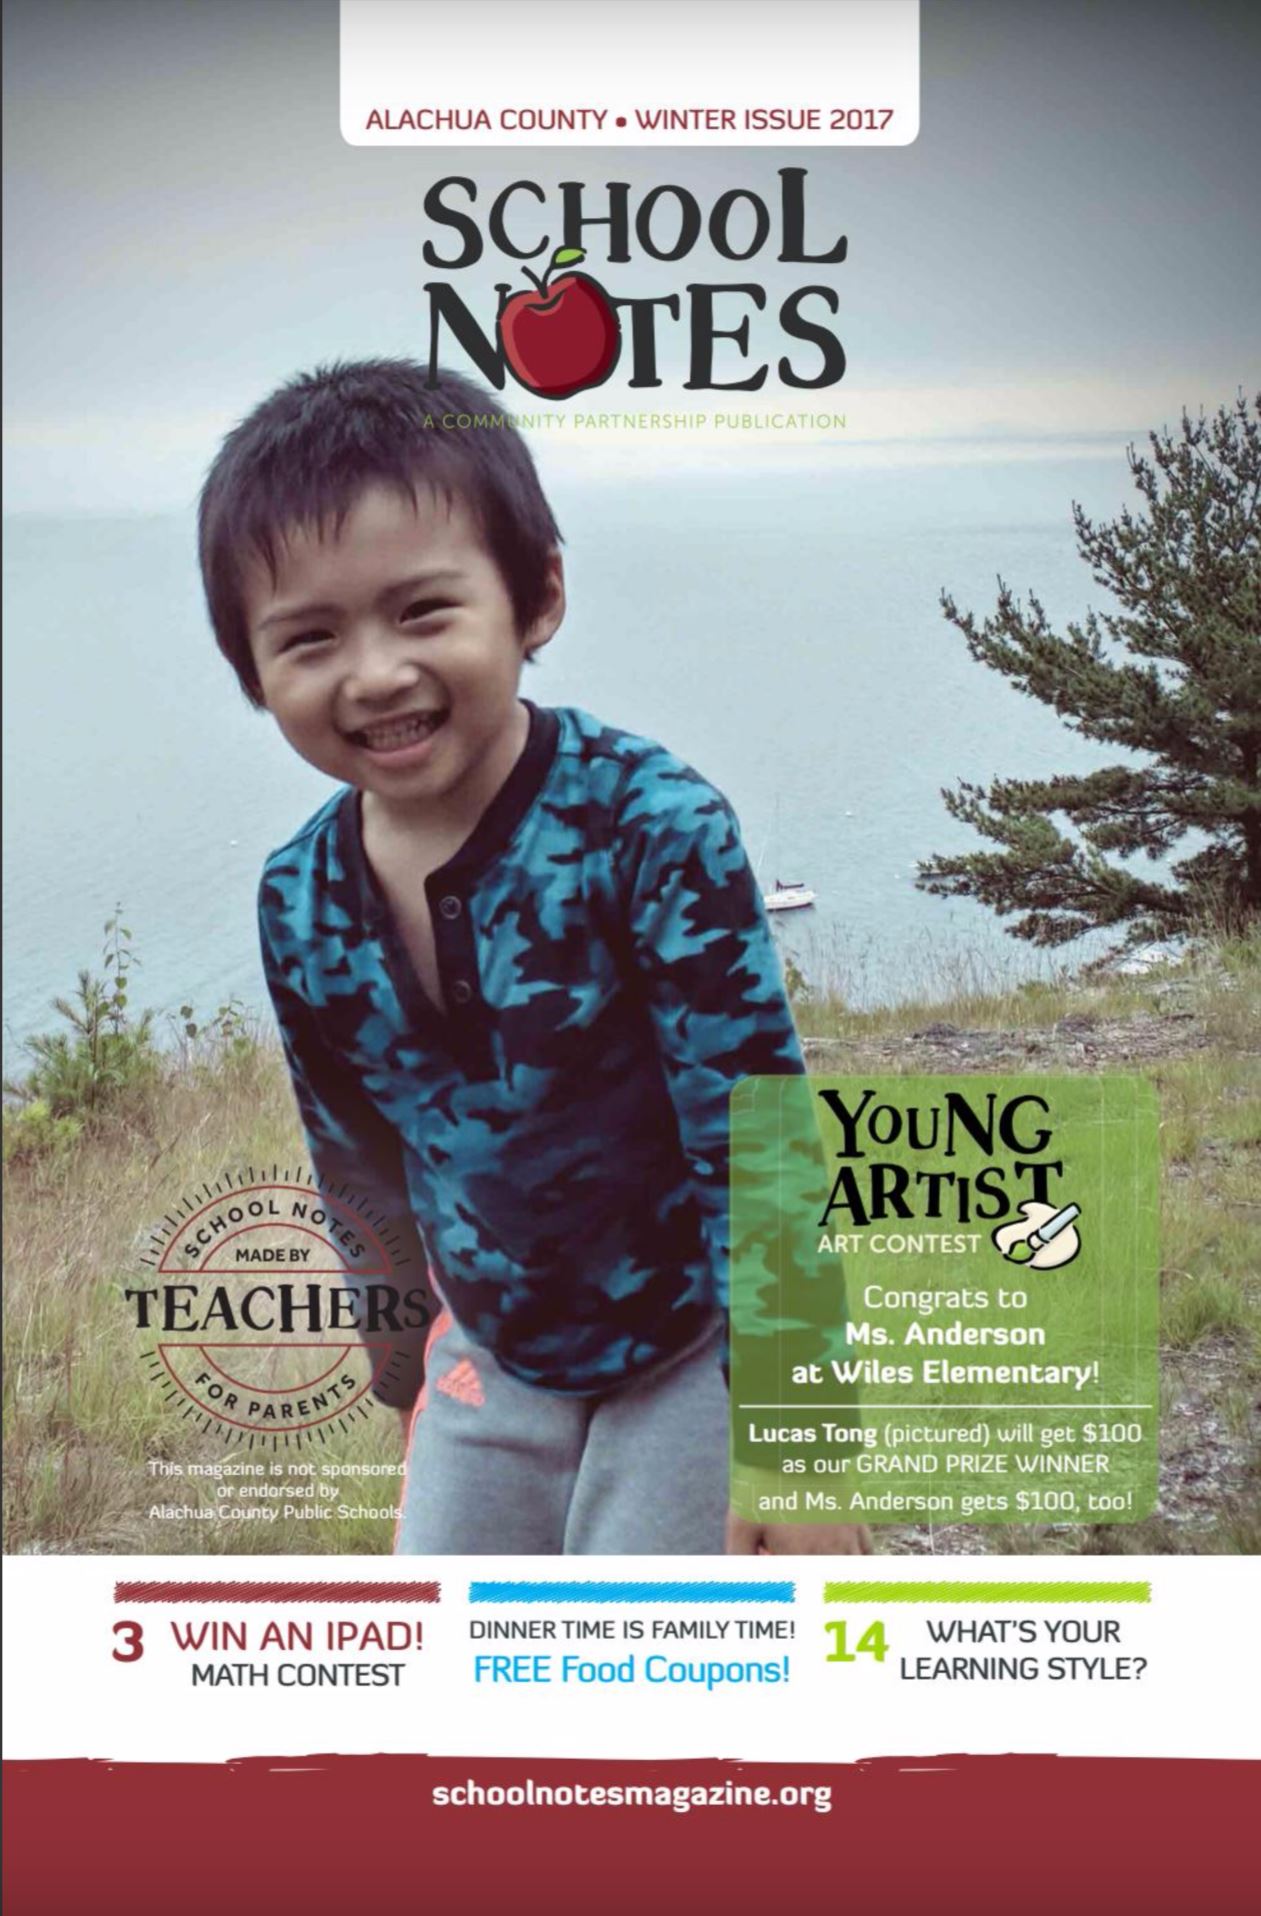 ALACHUA COUNTY • WINTER ISSUE 2017
SCHOOL
NOTES
A COMMUNITY PARTNERSHIP PUBLICATION
YOUNG
ARTIST
ART CONTEST
Congrats to
Ms. Anderson
at Wiles Elementary!
Lucas Tong (pictured) will get $100
as our GRAND PRIZE WINNER
and Ms. Anderson gets $100, too!
SCHOOL NOTES
MADE BY
TEACHERS
FOR PARENTS
This magazine is not sponsored
or endorsed by
Alachua County Public Schools.
3 WIN AN IPAD!
MATH CONTEST
DINNER TIME IS FAMILY TIME!
FREE Food Coupons!
14 WHAT'S YOUR
LEARNING STYLE?
schoolnotesmagazine.org